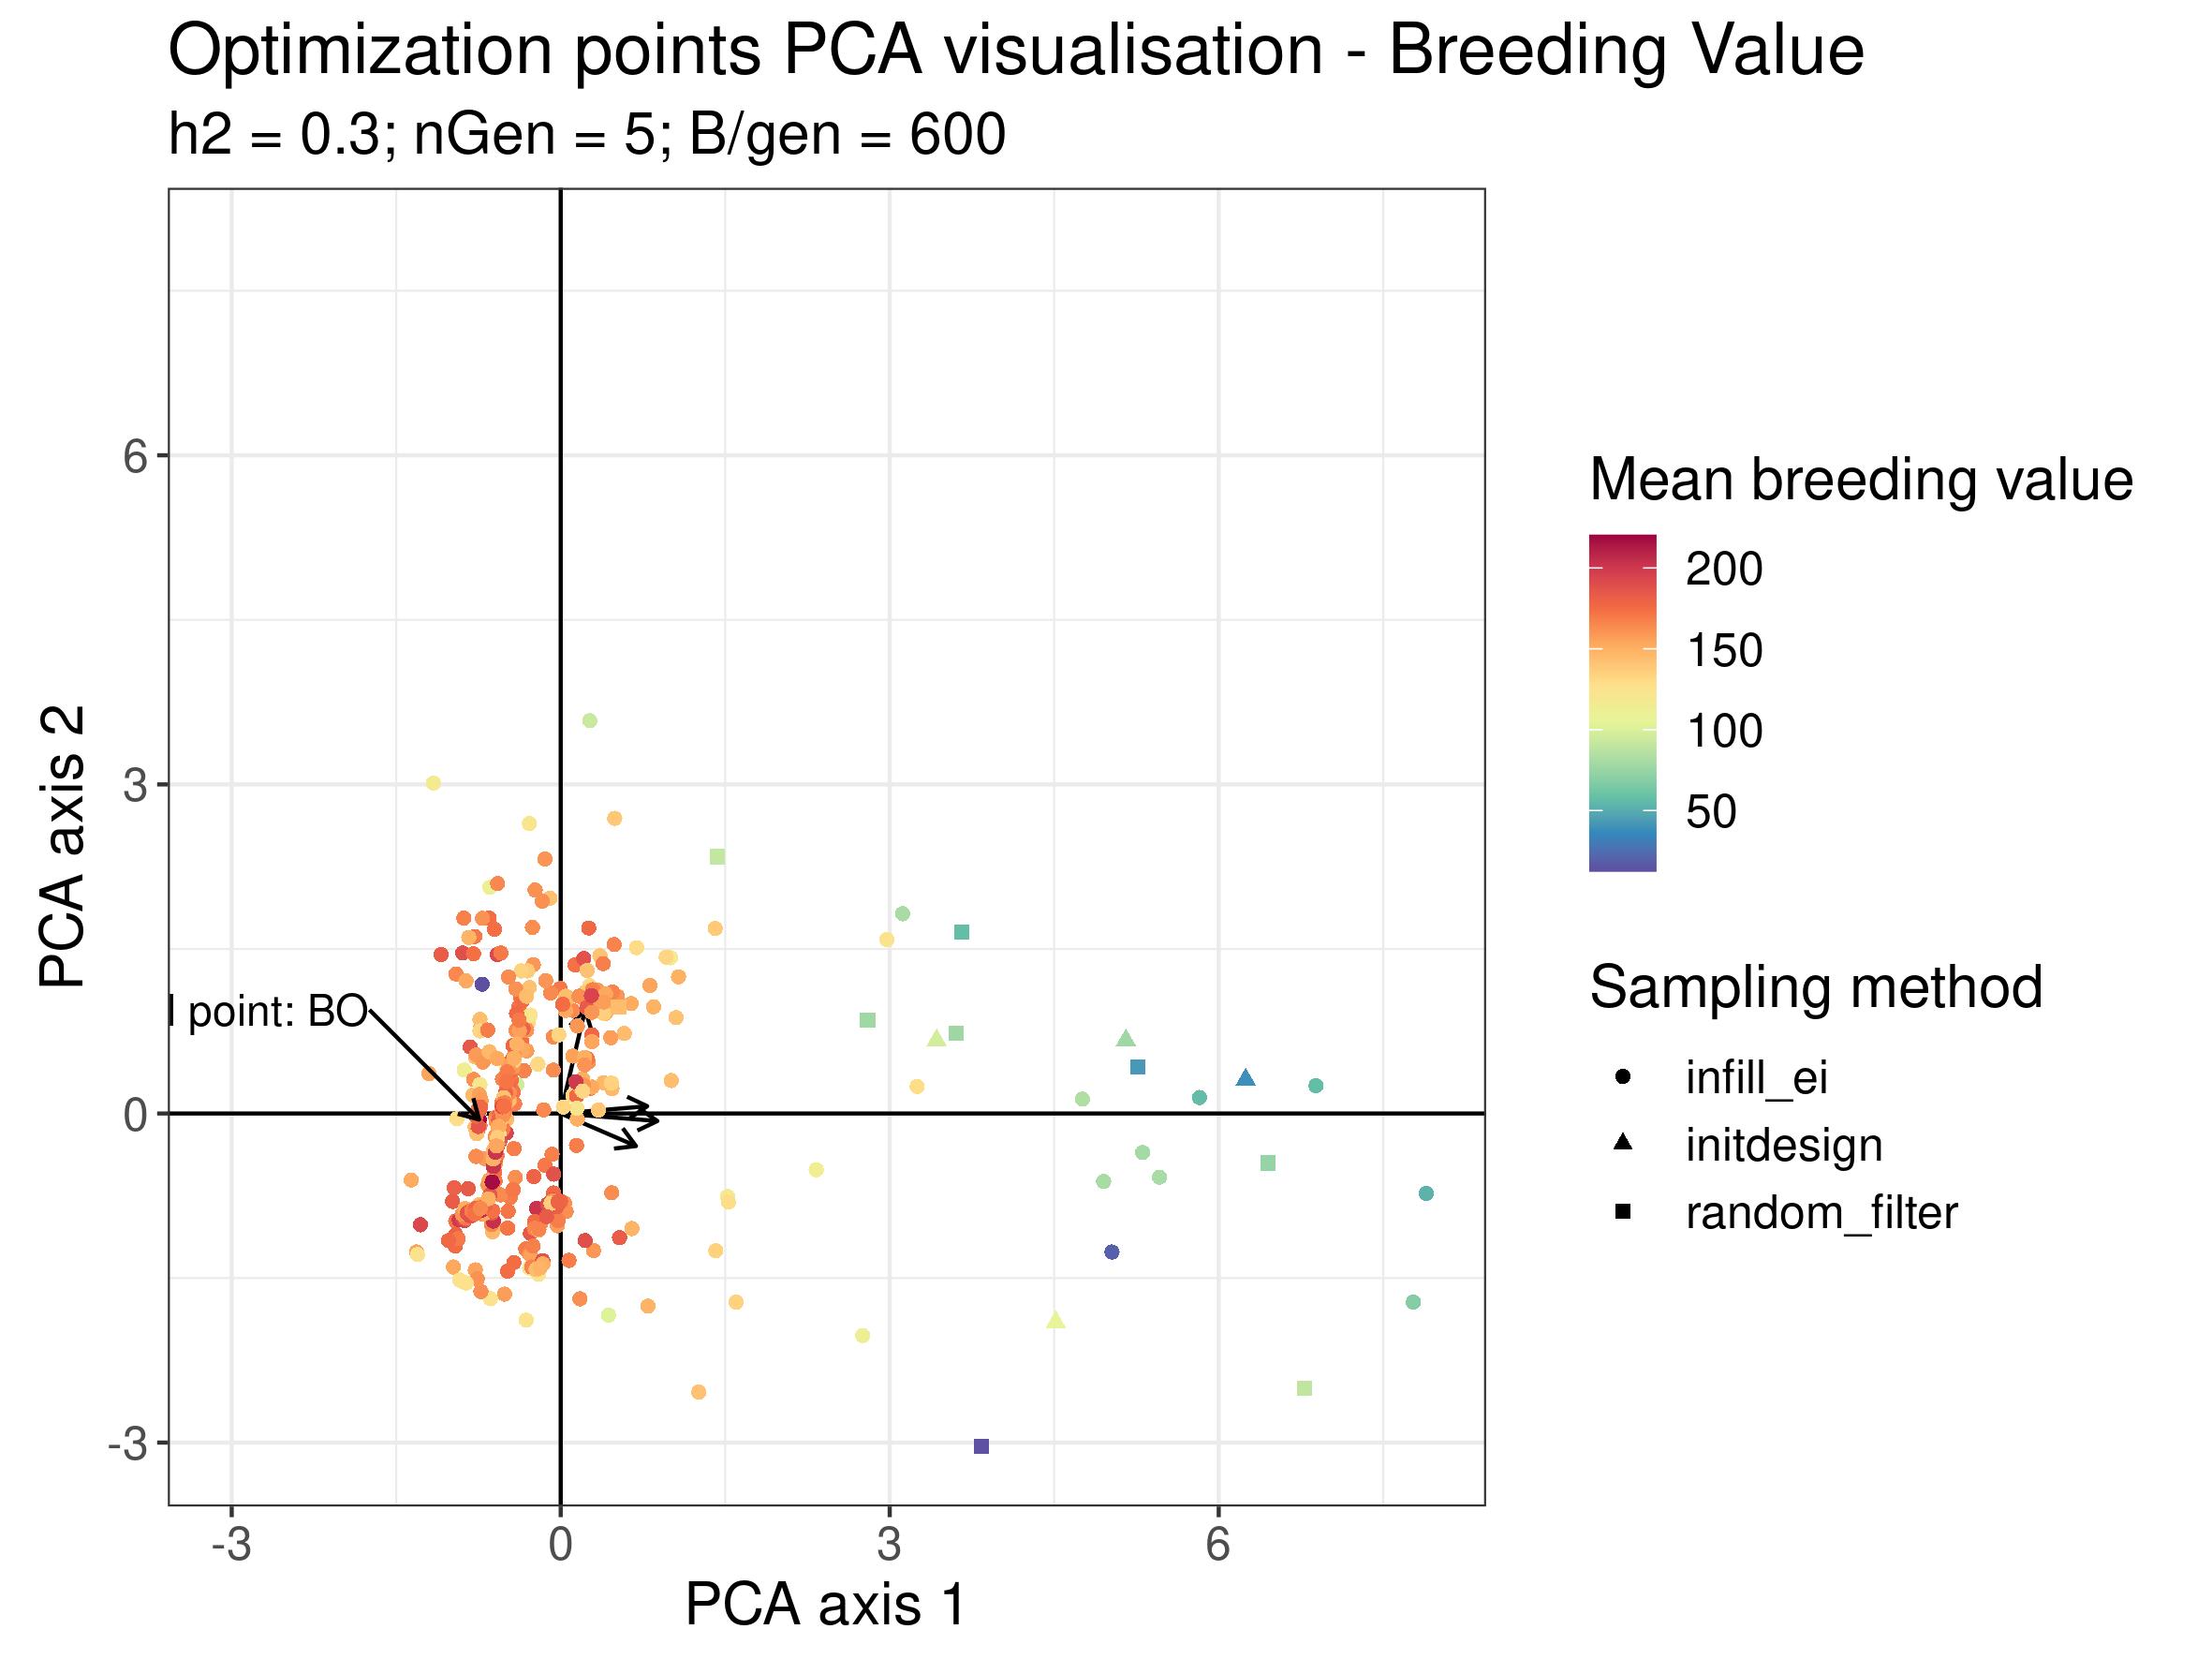 Optimization points PCA visualisation - Breeding Value
h2 = 0.3; nGen = 5; B/gen = 600
PCA axis 2
6
3
0
-3
point: BO
-3
0
3
6
PCA axis 1
Mean breeding value
200
150
100
50
Sampling method
infill_ei
initdesign
random_filter